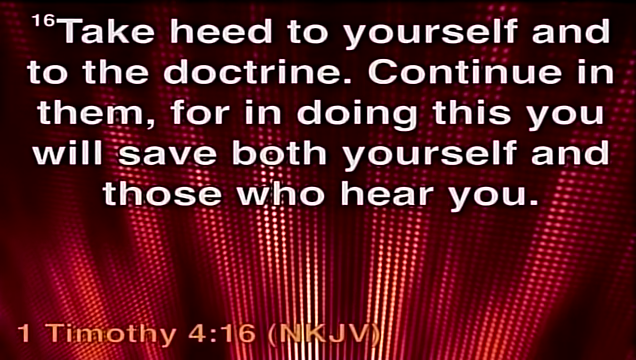 16Take heed to yourself and
to the doctrine. Continue in
them, for in doing this you
will save both yourself and
those who hear you.
1 Timothy 4:16 (NKJV)